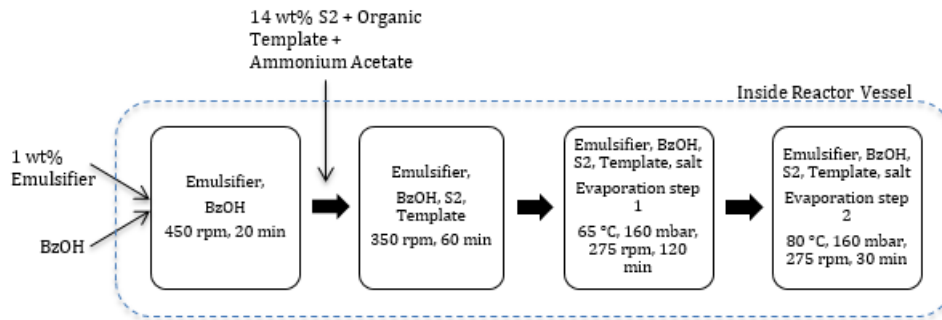 14 wt% S2 + Organic
Template +
Ammonium Acetate
Inside Reactor Vessel
1 wt%
Emulsifier
BzOH
Emulsifier,
BzOH
450 rpm, 20 min
Emulsifier,
BzOH, S2,
Template
350 rpm, 60 min
Emulsifier, BzOH,
S2, Template, salt
Evaporation step
1
65 °C, 160 mbar,
275 rpm, 120
min
Emulsifier, BzOH,
S2, Template, salt
Evaporation step
2
80 °C, 160 mbar,
275 rpm, 30 min